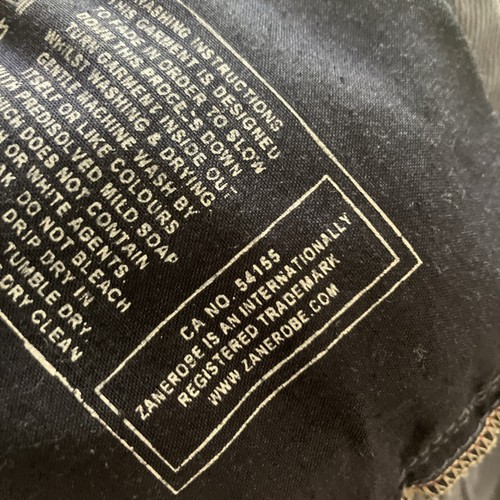 WASHING INSTRUCTIONS
THIS GARMENT IS DESIGNED
TO MADE IN ORDER TO SLOW
DOWN THIS PROCESS DOWN
WHILST WASHING & DRYING
TURN GARMENT INSIDE OUT
GENTLE MACHINE WASH BY
ITSELF OR LIKE COLOURS
PREDISOLVED MILD SOAP
WHICH DOES NOT CONTAIN
OR WHITE AGENTS
DO NOT BLEACH
DRIP DRY IN
TUMBLE DRY
DRY CLEAN
CA NO. 54155
ZANEROBE IS AN INTERNATIONALLY
REGISTERED TRADEMARK
WWW ZANEROBE.COM